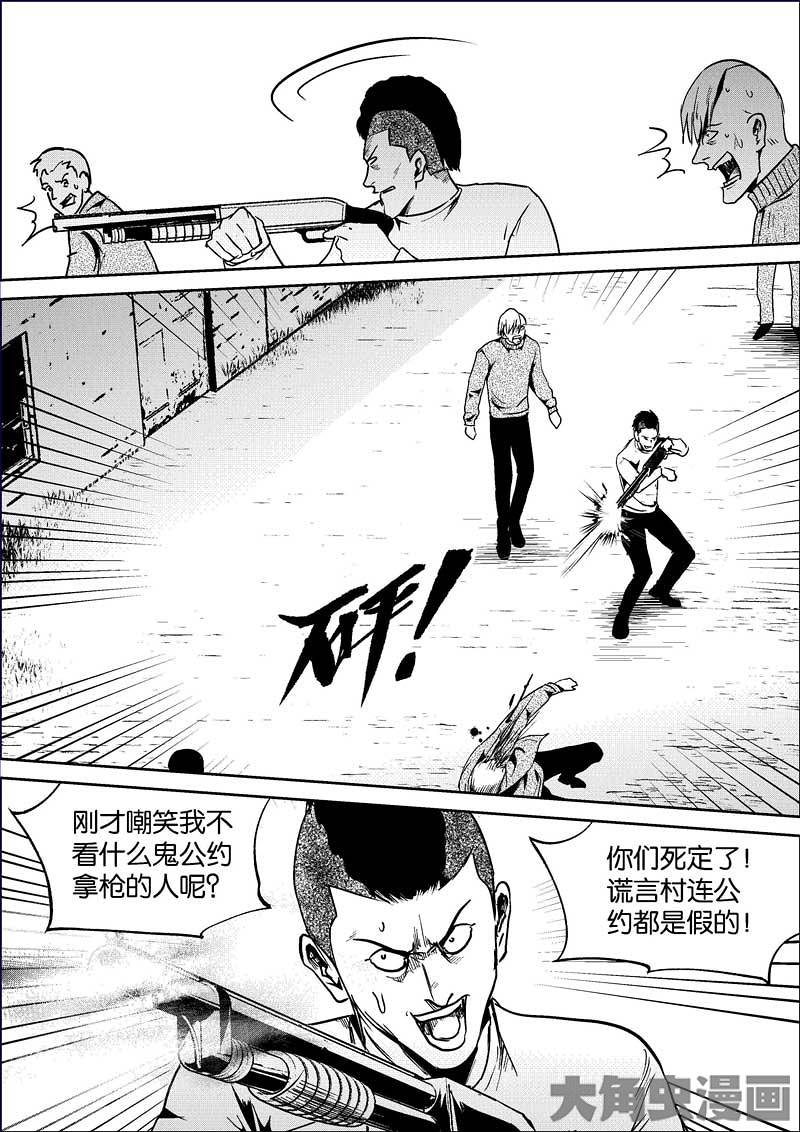 砰！
刚才嘲笑我不
看什么鬼公约
拿枪的人呢？
你们死定了！
谎言村连公
约都是假的！
大角虫漫画